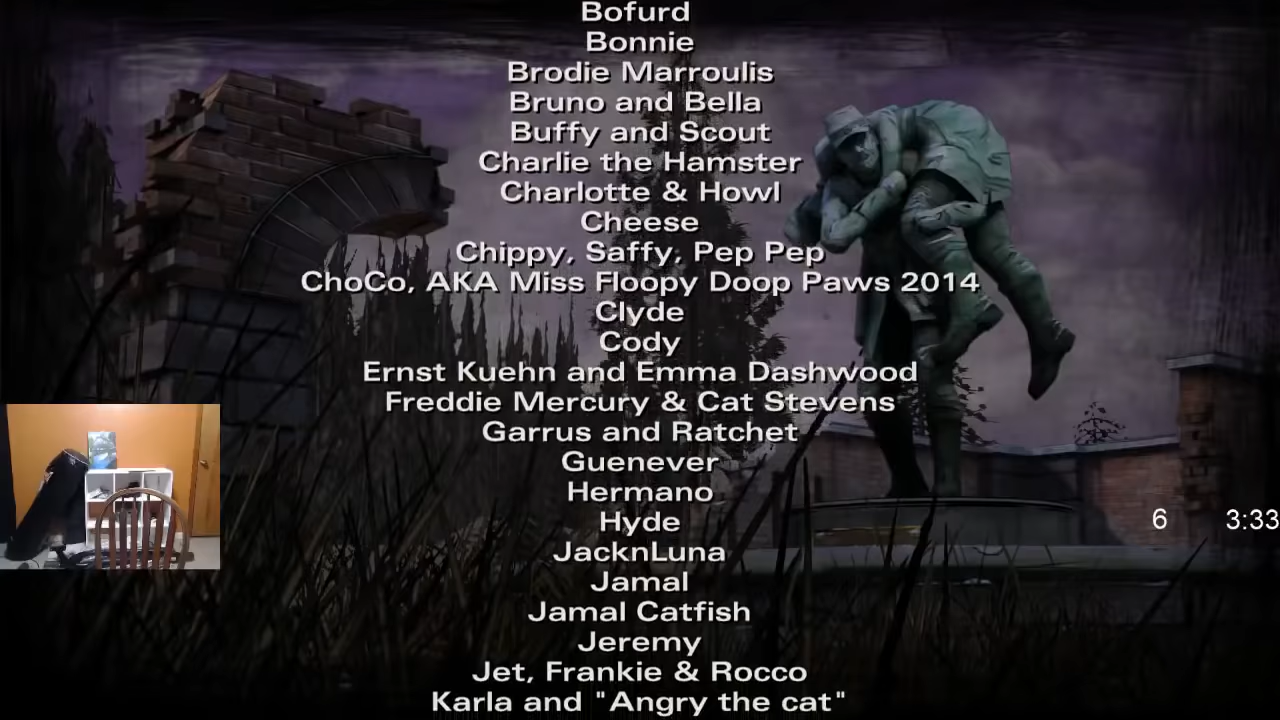 Bofurd
Bonnie
Brodie Marroulis
Bruno and Bella
Buffy and Scout
Charlie the Hamster
Charlotte & Howl
Cheese
Chippy, Saffy, Pep Pep
ChoCo, AKA Miss Floopy Doop Paws 2014
Clyde
Cody
Ernst Kuehn and Emma Dashwood
Freddie Mercury & Cat Stevens
Garrus and Ratchet
Guenever
Hermano
Hyde
6 3:33
JacknLuna
Jamal
Jamal Catfish
Jeremy
Jet, Frankie & Rocco
Karla and "Angry the cat"